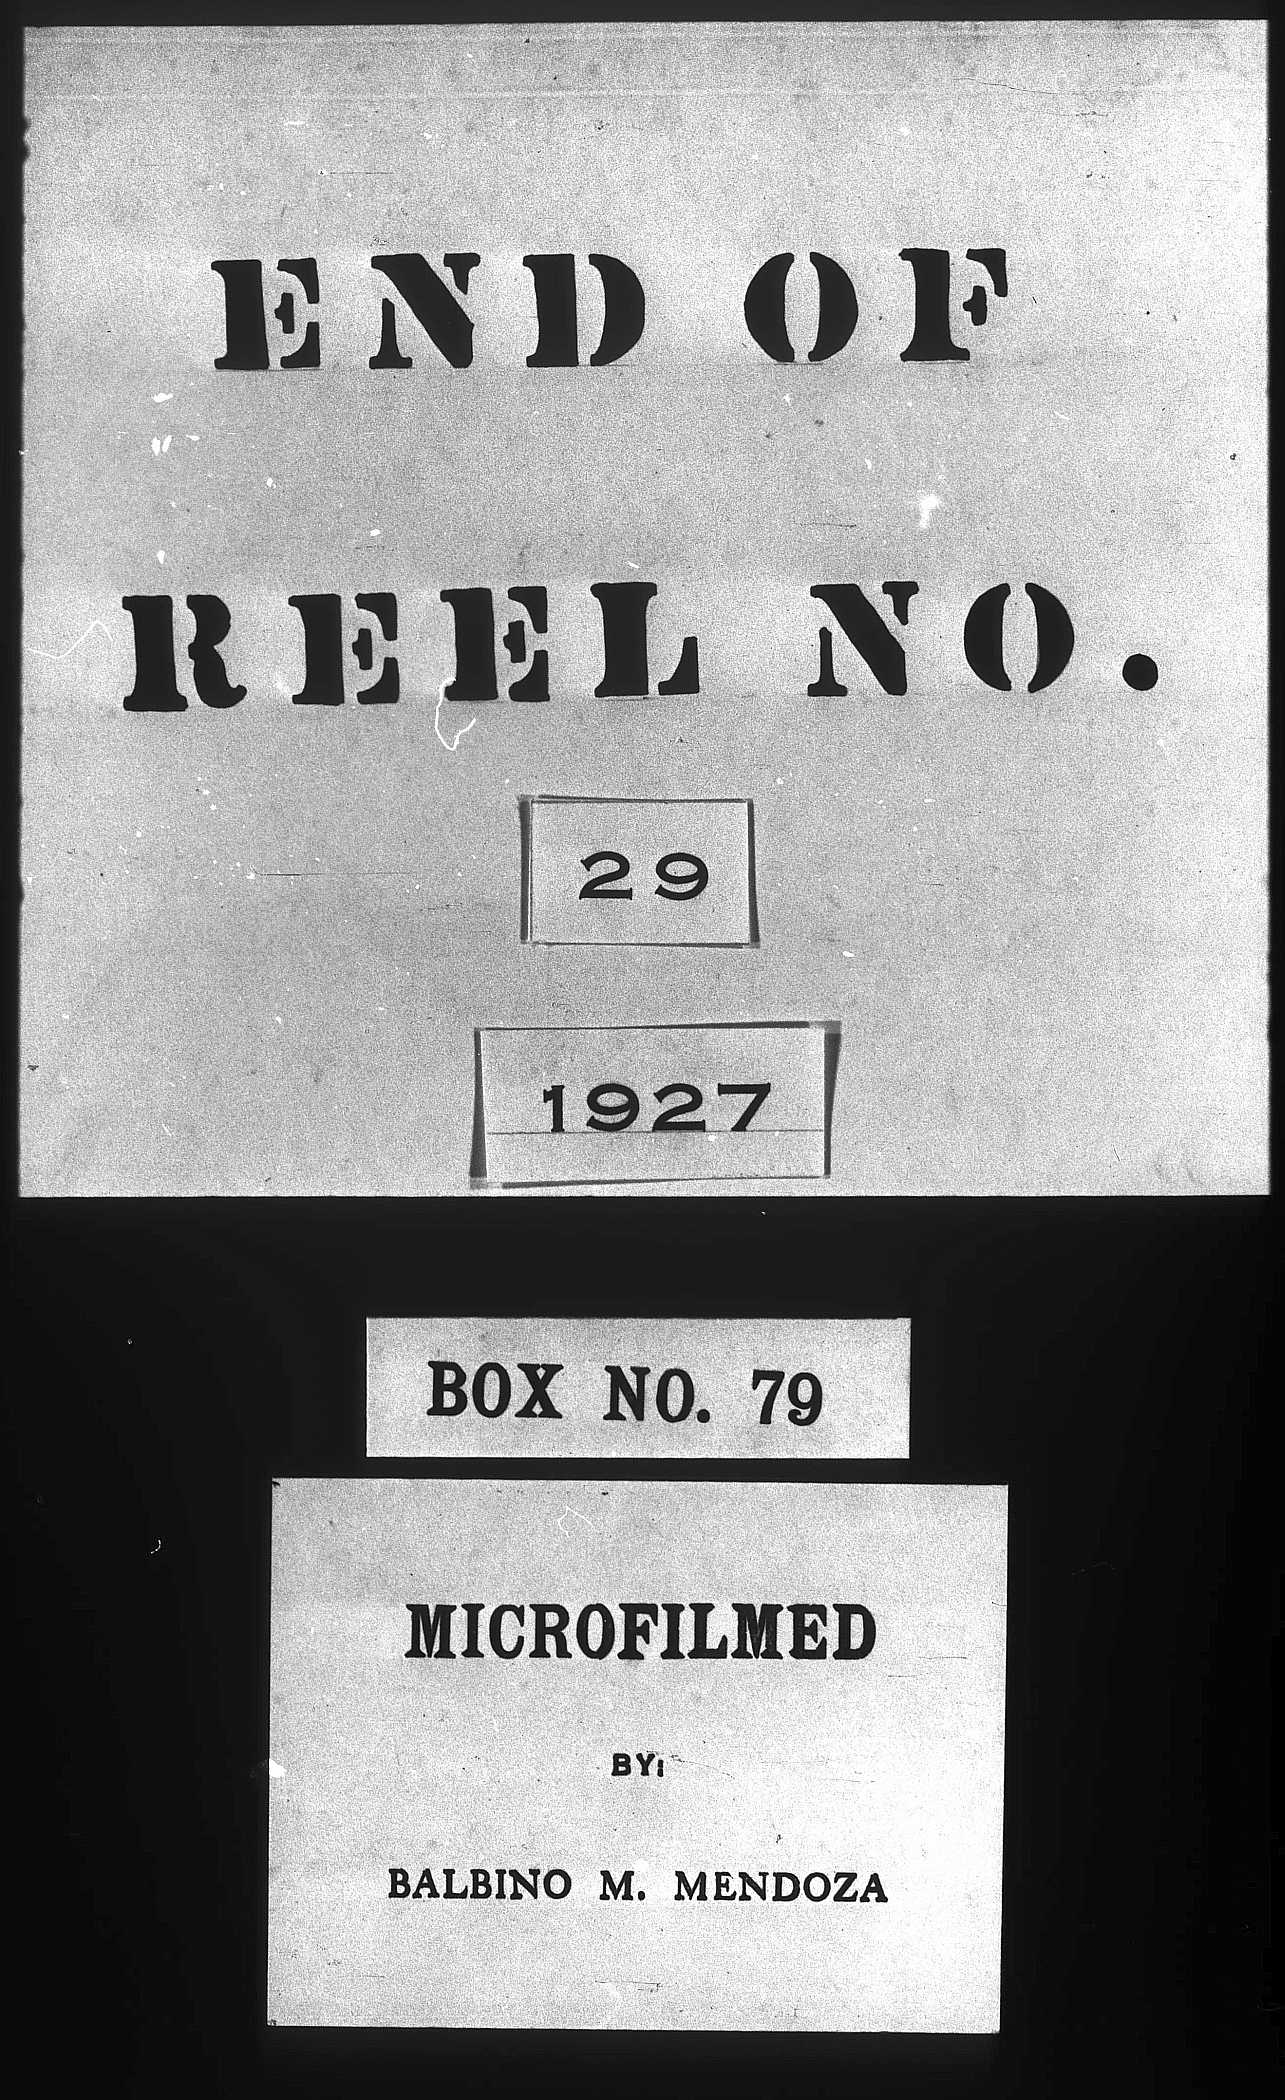 END OF
REEL NO.
29
1927
BOX NO. 79
MICROFILMED
BY:
BALBINO M. MENDOZA